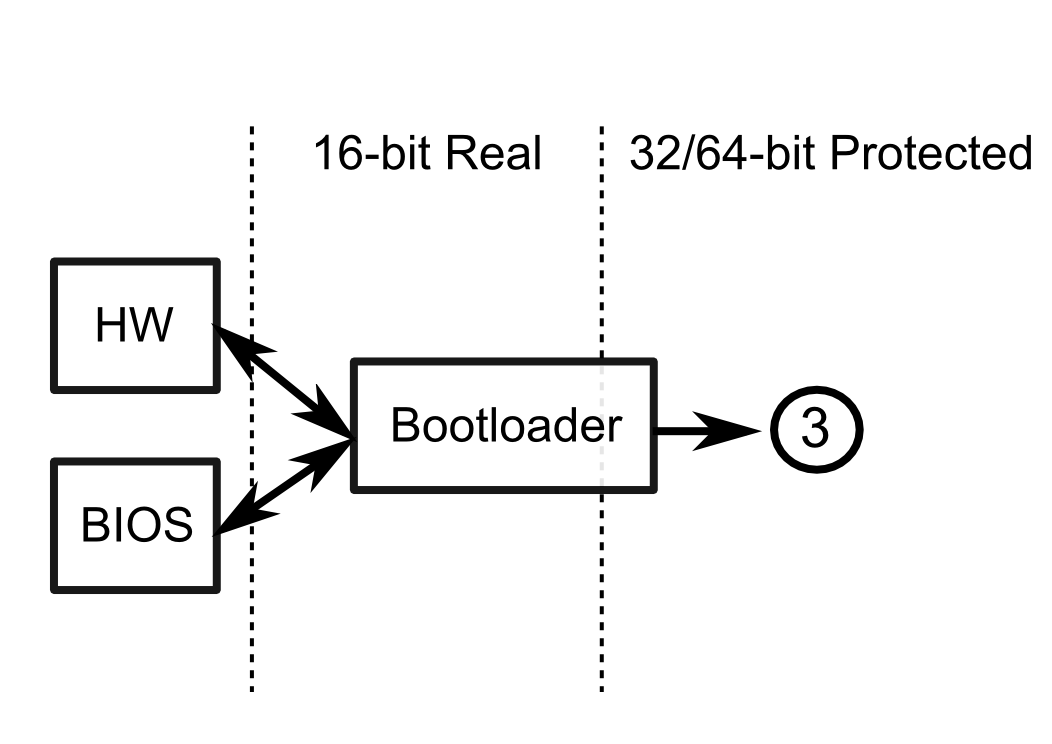 16-bit Real
32/64-bit Protected
HW
Bootloader
3
BIOS